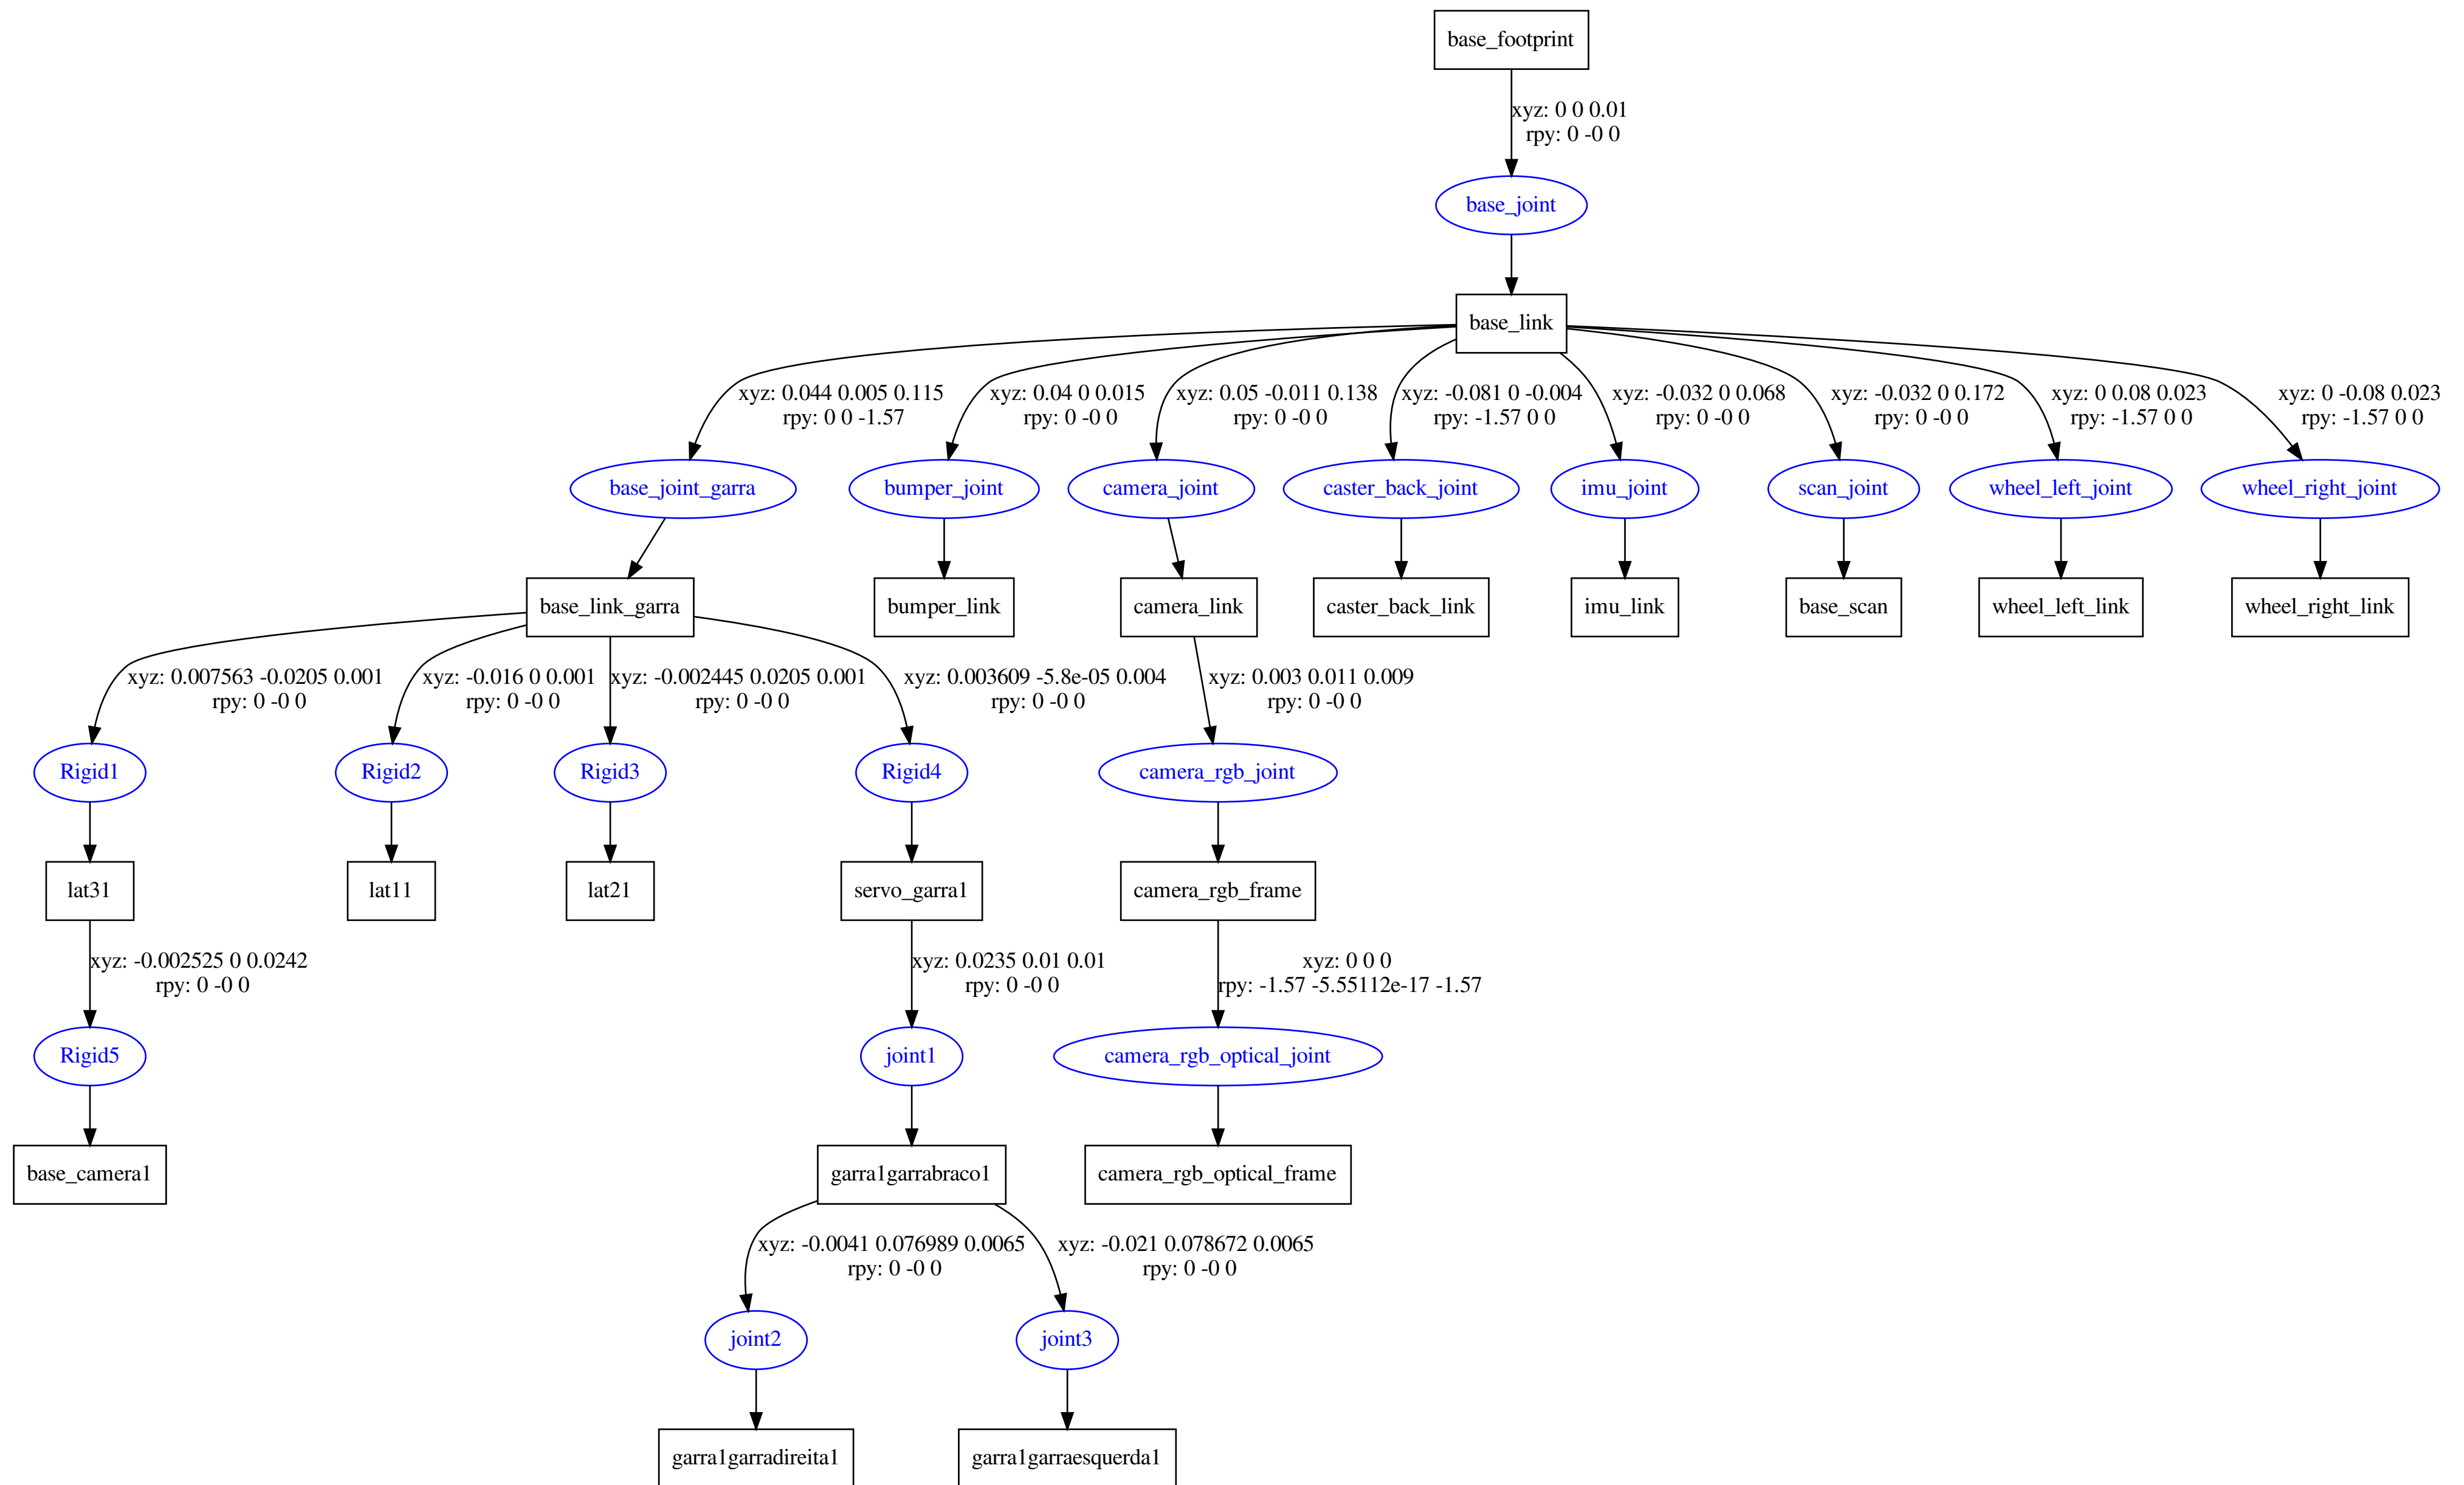 base_footprint
xyz: 0 0 0.01
rpy: 0 -0 0
base_joint
base_link
xyz: 0.044 0.005 0.115
rpy: 0 0 -1.57
xyz: 0.04 0 0.015
rpy: 0 -0 0
xyz: 0.05 -0.011 0.138
rpy: 0 -0 0
xyz: -0.081 0 -0.004
rpy: -1.57 0 0
xyz: -0.032 0 0.068
rpy: 0 -0 0
xyz: -0.032 0 0.172
rpy: 0 -0 0
xyz: 0 0.08 0.023
rpy: -1.57 0 0
xyz: 0 -0.08 0.023
rpy: -1.57 0 0
base_joint_garra
bumper_joint
camera_joint
caster_back_joint
imu_joint
scan_joint
wheel_left_joint
wheel_right_joint
base_link_garra
bumper_link
camera_link
caster_back_link
imu_link
base_scan
wheel_left_link
wheel_right_link
xyz: 0.007563 -0.0205 0.001
rpy: 0 -0 0
xyz: -0.016 0 0.001
rpy: 0 -0 0
xyz: -0.002445 0.0205 0.001
rpy: 0 -0 0
xyz: 0.003609 -5.8e-05 0.004
rpy: 0 -0 0
xyz: 0.003 0.011 0.009
rpy: 0 -0 0
Rigid1
Rigid2
Rigid3
Rigid4
camera_rgb_joint
lat31
lat11
lat21
servo_garra1
camera_rgb_frame
xyz: -0.002525 0 0.0242
rpy: 0 -0 0
xyz: 0.0235 0.01 0.01
rpy: 0 -0 0
xyz: 0 0 0
rpy: -1.57 -5.55112e-17 -1.57
Rigid5
joint1
camera_rgb_optical_joint
base_camera1
garra1garrabraco1
camera_rgb_optical_frame
xyz: -0.0041 0.076989 0.0065
rpy: 0 -0 0
xyz: -0.021 0.078672 0.0065
rpy: 0 -0 0
joint2
joint3
garra1garradireita1
garra1garraesquerda1